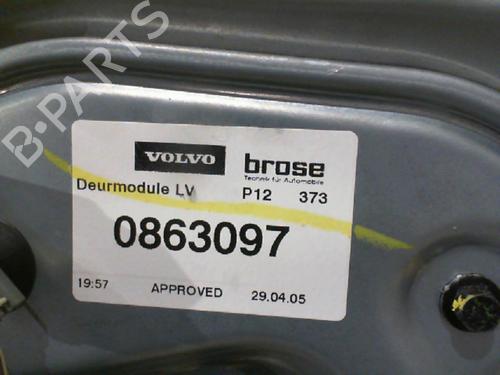 B-PARTS
VOLVO
brose
Technik für Automobile
Deurmodule LV
P12 373
0863097
19:57 APPROVED 29.04.05